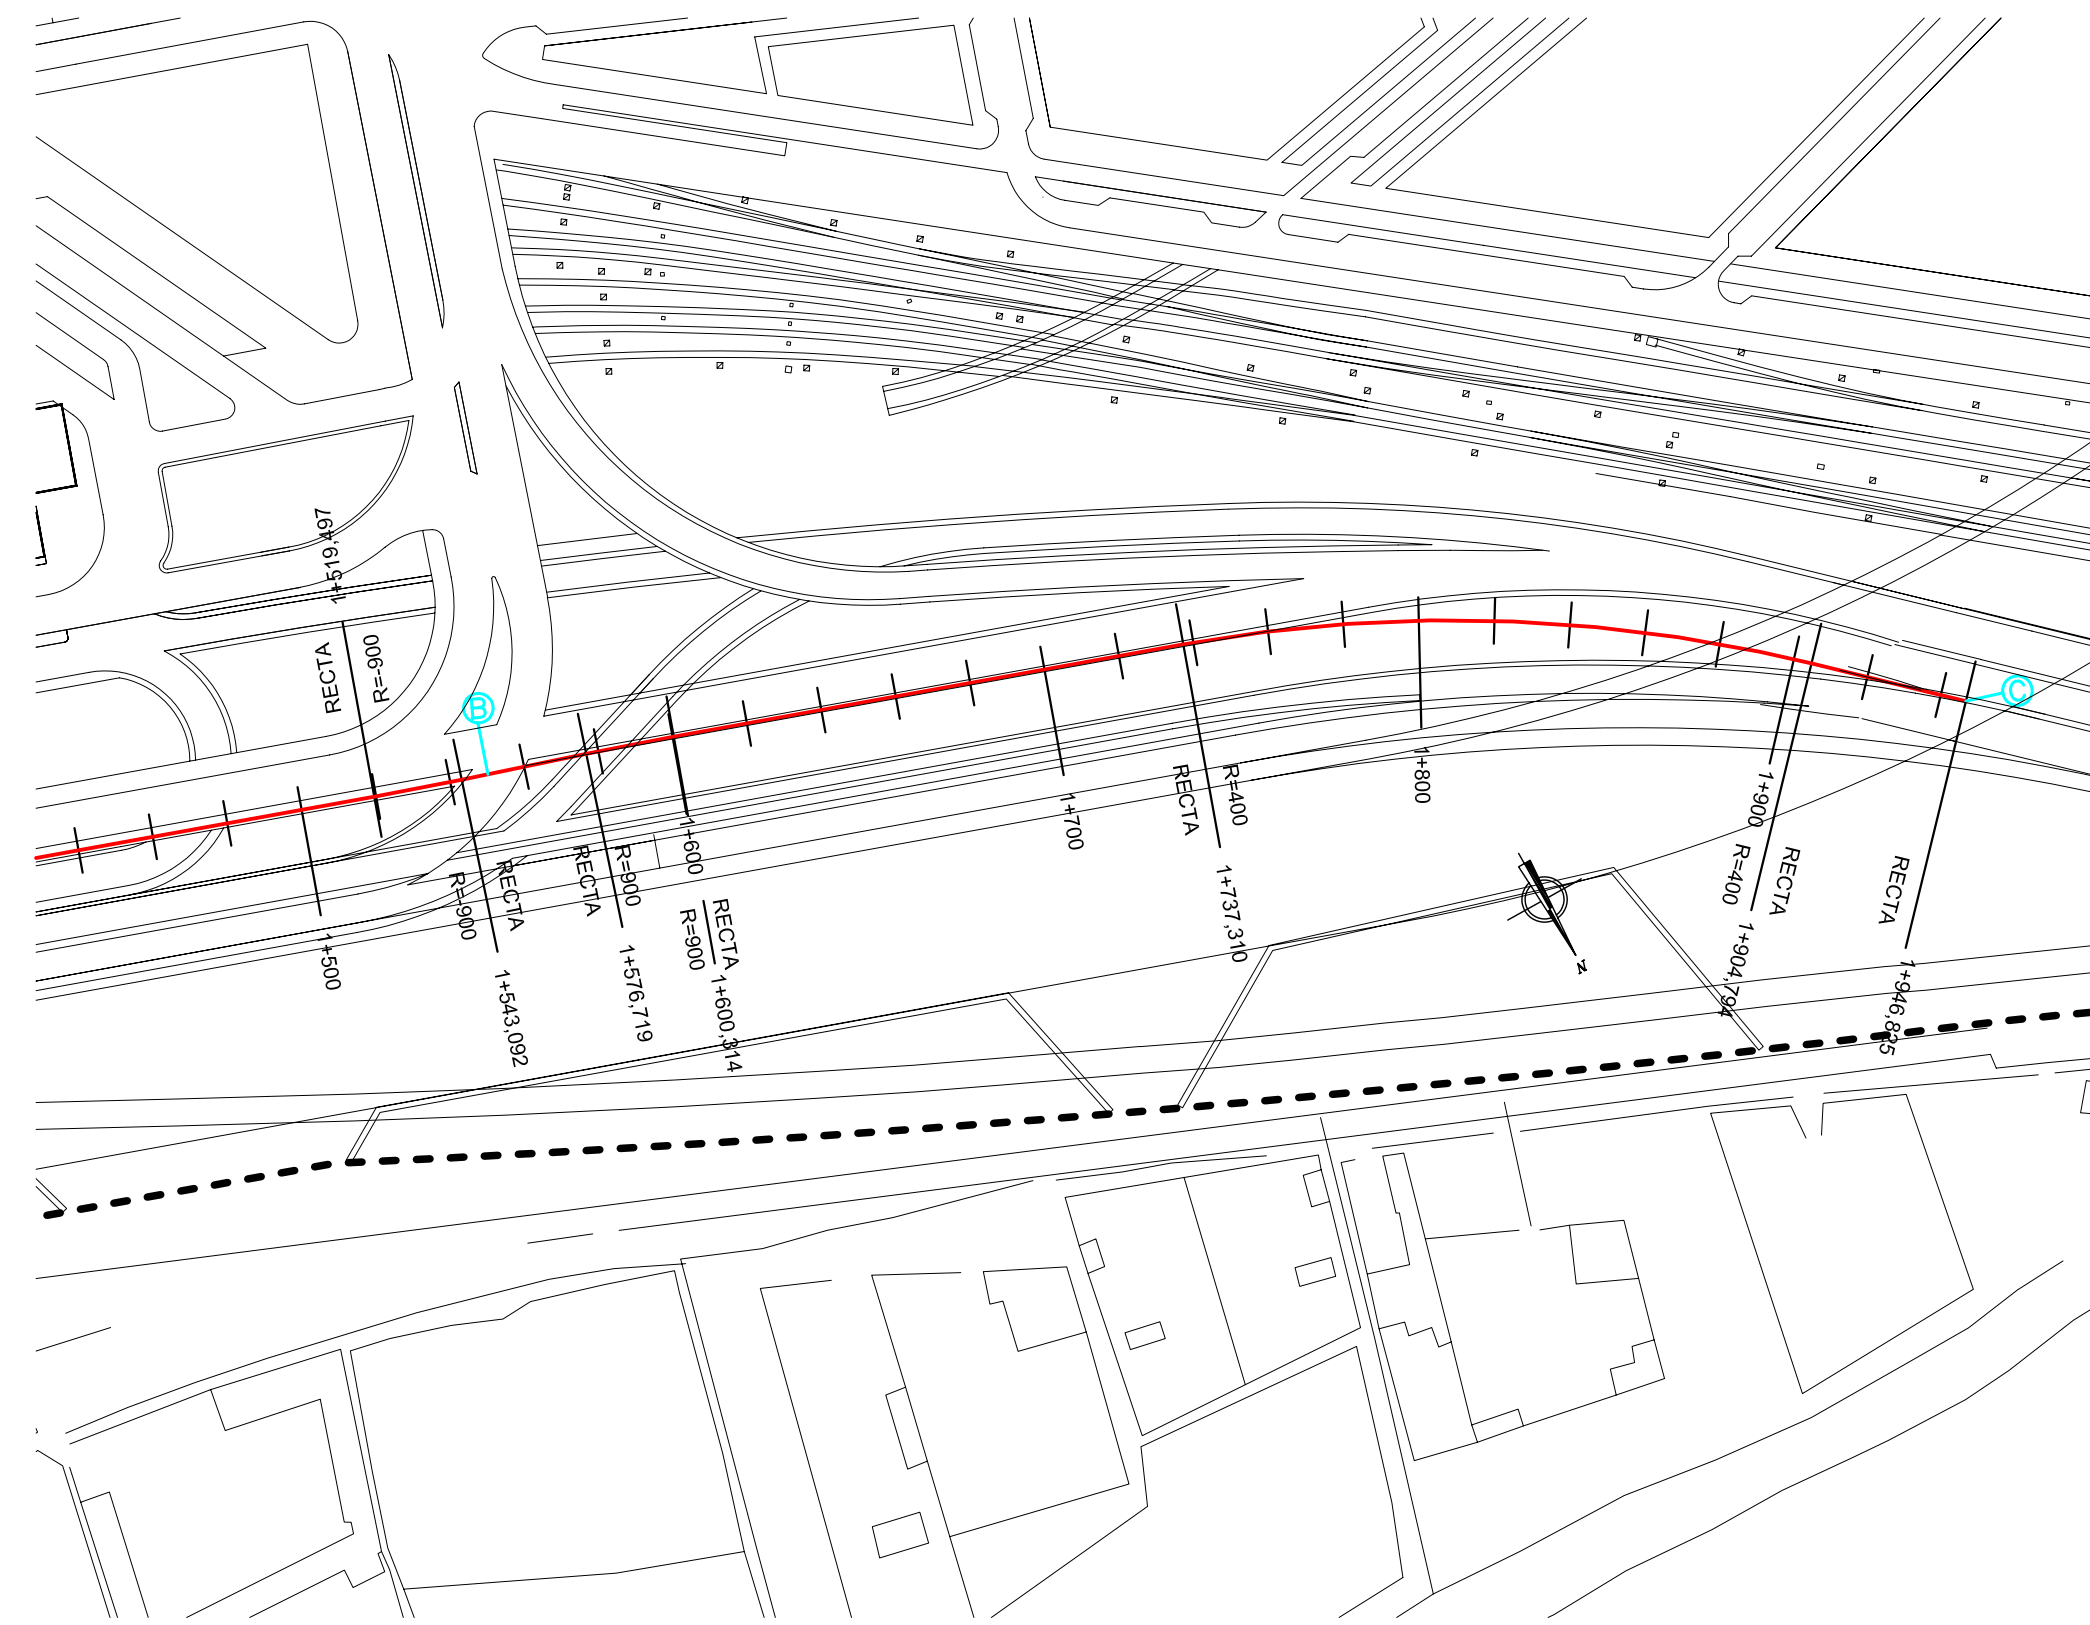 1+519,497
RECTA
R=-900
B
1+500
R=-900
RECTA
1+543,092
RECTA
R=900
1+576,719
1+600
RECTA
R=900
1+600,314
1+700
RECTA
R=400
1+737,310
1+800
1+900
R=400
RECTA
1+904,794
RECTA
1+946,825
C
N